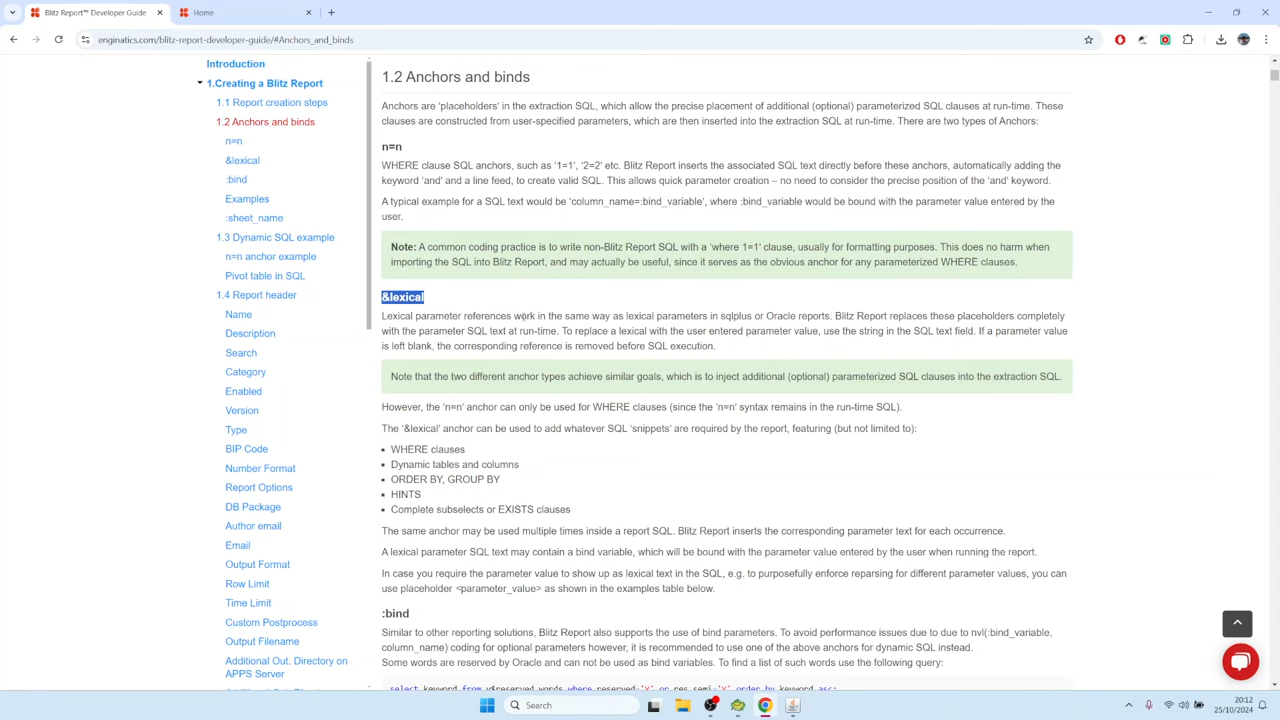 Blitz Report™ Developer Guide
Home
enginatics.com/blitz-report-developer-guide/#Anchors_and_binds
Introduction
1.Creating a Blitz Report
1.1 Report creation steps
1.2 Anchors and binds
n=n
&lexical
:bind
Examples
:sheet_name
1.3 Dynamic SQL example
n=n anchor example
Pivot table in SQL
1.4 Report header
Name
Description
Search
Category
Enabled
Version
Type
BIP Code
Number Format
Report Options
DB Package
Author email
Email
Output Format
Row Limit
Time Limit
Custom Postprocess
Output Filename
Additional Out. Directory on
APPS Server
1.2 Anchors and binds
Anchors are 'placeholders' in the extraction SQL, which allow the precise placement of additional (optional) parameterized SQL clauses at run-time. These
clauses are constructed from user-specified parameters, which are then inserted into the extraction SQL at run-time. There are two types of Anchors:
n=n
WHERE clause SQL anchors, such as '1=1', '2=2' etc. Blitz Report inserts the associated SQL text directly before these anchors, automatically adding the
keyword 'and' and a line feed, to create valid SQL. This allows quick parameter creation – no need to consider the precise position of the 'and' keyword.
A typical example for a SQL text would be 'column_name=:bind_variable', where :bind_variable would be bound with the parameter value entered by the
user.
Note: A common coding practice is to write non-Blitz Report SQL with a 'where 1=1' clause, usually for formatting purposes. This does no harm when
importing the SQL into Blitz Report, and may actually be useful, since it serves as the obvious anchor for any parameterized WHERE clauses.
&lexical
Lexical parameter references work in the same way as lexical parameters in sqlplus or Oracle reports. Blitz Report replaces these placeholders completely
with the parameter SQL text at run-time. To replace a lexical with the user entered parameter value, use the string in the SQL text field. If a parameter value
is left blank, the corresponding reference is removed before SQL execution.
Note that the two different anchor types achieve similar goals, which is to inject additional (optional) parameterized SQL clauses into the extraction SQL.
However, the 'n=n' anchor can only be used for WHERE clauses (since the 'n=n' syntax remains in the run-time SQL).
The '&lexical' anchor can be used to add whatever SQL 'snippets' are required by the report, featuring (but not limited to):
WHERE clauses
Dynamic tables and columns
ORDER BY, GROUP BY
HINTS
Complete subselects or EXISTS clauses
The same anchor may be used multiple times inside a report SQL. Blitz Report inserts the corresponding parameter text for each occurrence.
A lexical parameter SQL text may contain a bind variable, which will be bound with the parameter value entered by the user when running the report.
In case you require the parameter value to show up as lexical text in the SQL, e.g. to purposefully enforce reparsing for different parameter values, you can
use placeholder <parameter_value> as shown in the examples table below.
:bind
Similar to other reporting solutions, Blitz Report also supports the use of bind parameters. To avoid performance issues due to due to nvl(:bind_variable,
column_name) coding for optional parameters however, it is recommended to use one of the above anchors for dynamic SQL instead.
Some words are reserved by Oracle and can not be used as bind variables. To find a list of such words use the following query:
select keyword from v$reserved_words where reserved='Y' or res_semi='Y' order by keyword asc;
Search
20:12
25/10/2024